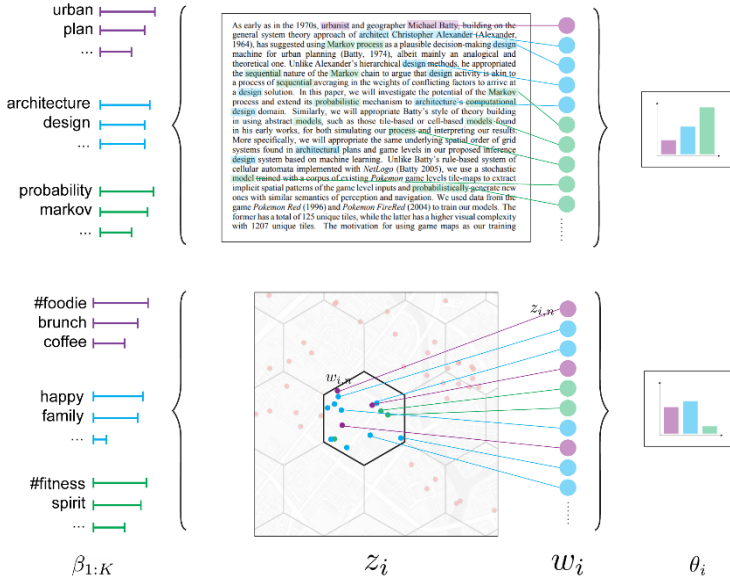 urban
plan
...
architecture
design
...
probability
markov
...
As early as in the 1970s, urbanist and geographer Michael Batty, building on the
general system theory approach of architect Christopher Alexander (Alexander,
1964), has suggested using Markov process as a plausible decision-making design
machine for urban planning (Batty, 1974), albeit mainly an analogical and
theoretical one. Unlike Alexander's hierarchical design methods, he appropriated
the sequential nature of the Markov chain to argue that design activity is akin to
a process of sequential averaging in the weights of conflicting factors to arrive at
a design solution. In this paper, we will investigate the potential of the Markov
process and extend its probabilistic mechanism to architecture's computational
design domain. Similarly, we will appropriate Batty's style of theory building
in using abstract models, such as those tile-based or cell-based models found
in his early works, for both simulating our process and interpreting our results.
More specifically, we will appropriate the same underlying spatial order of grid
systems found in architectural plans and game levels in our proposed inference
design system based on machine learning. Unlike Batty's rule-based system of
cellular automata implemented with NetLogo (Batty 2005), we use a stochastic
model trained with a corpus of existing Pokemon game levels tile-maps to extract
implicit spatial patterns of the game level inputs and probabilistically generate new
ones with similar semantics of perception and navigation. We used data from the
game Pokemon Red (1996) and Pokemon FireRed (2004) to train our models. The
former has a total of 125 unique tiles, while the latter has a higher visual complexity
with 1207 unique tiles. The motivation for using game maps as our training
#foodie
brunch
coffee
happy
family
...
#fitness
spirit
...
w_{i,n}
z_{i,n}
β_{1:K}
z_i
w_i
θ_i